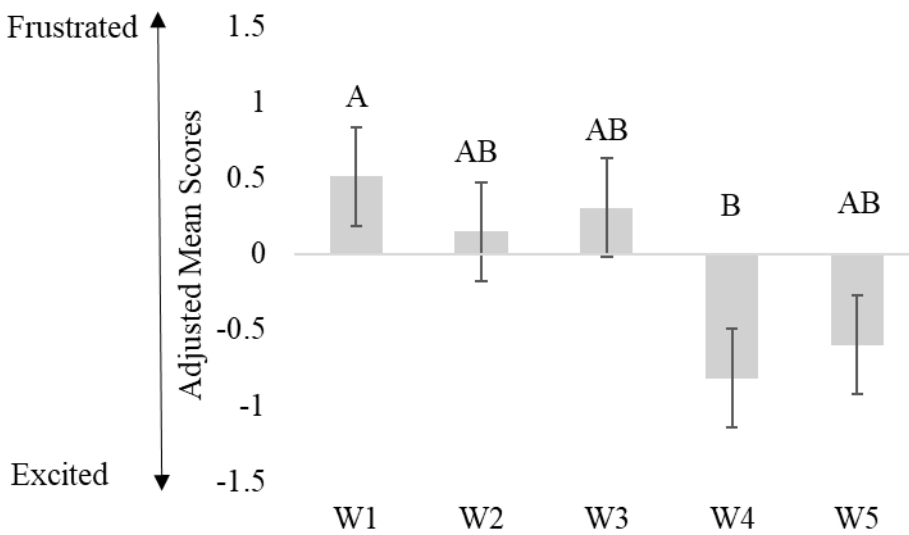 Frustrated
Excited
Adjusted Mean Scores
1.5
1
0.5
0
-0.5
-1
-1.5
A
AB
AB
B
AB
W1
W2
W3
W4
W5